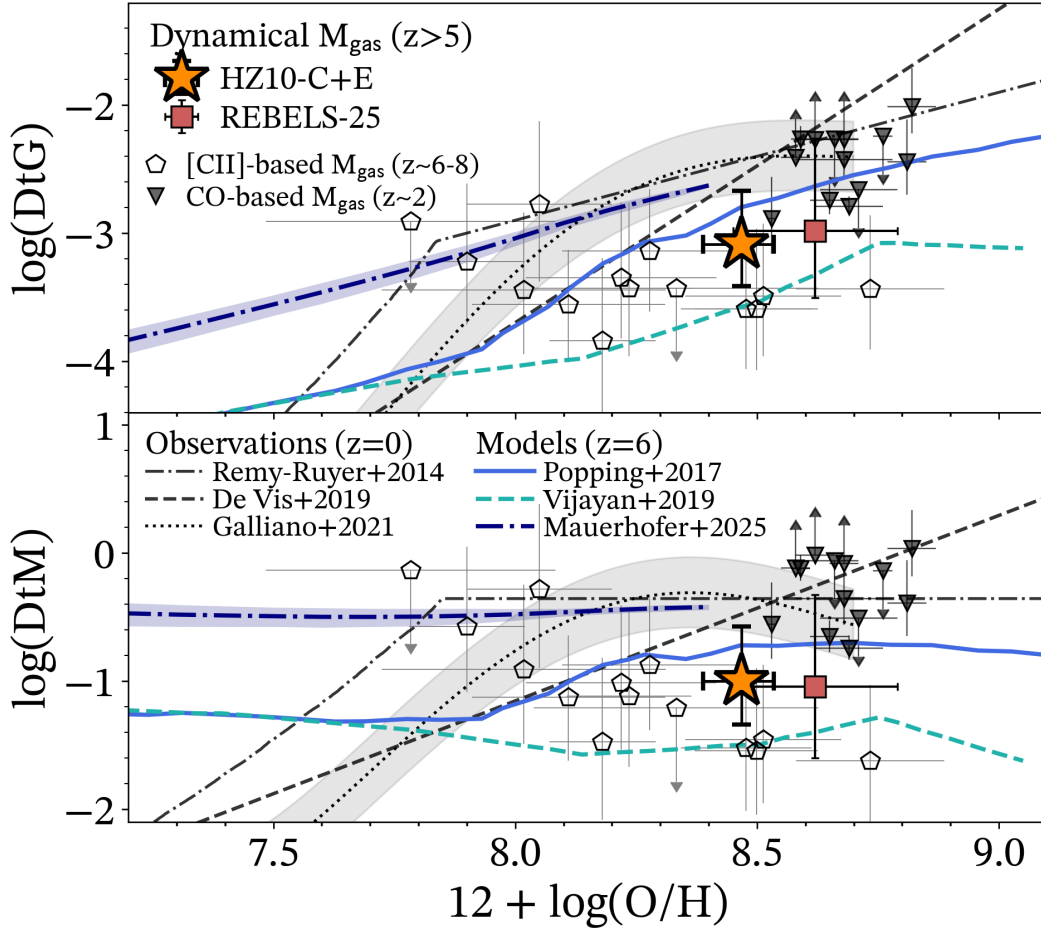 Dynamical M_gas (z>5)
HZ10-C+E
REBELS-25
[CII]-based M_gas (z~6-8)
CO-based M_gas (z~2)
log(DtG)
−2
−3
−4
Observations (z=0)
Remy-Ruyer+2014
De Vis+2019
Galliano+2021
Models (z=6)
Popping+2017
Vijayan+2019
Mauerhofer+2025
log(DtM)
1
0
−1
−2
7.5
8.0
8.5
9.0
12 + log(O/H)